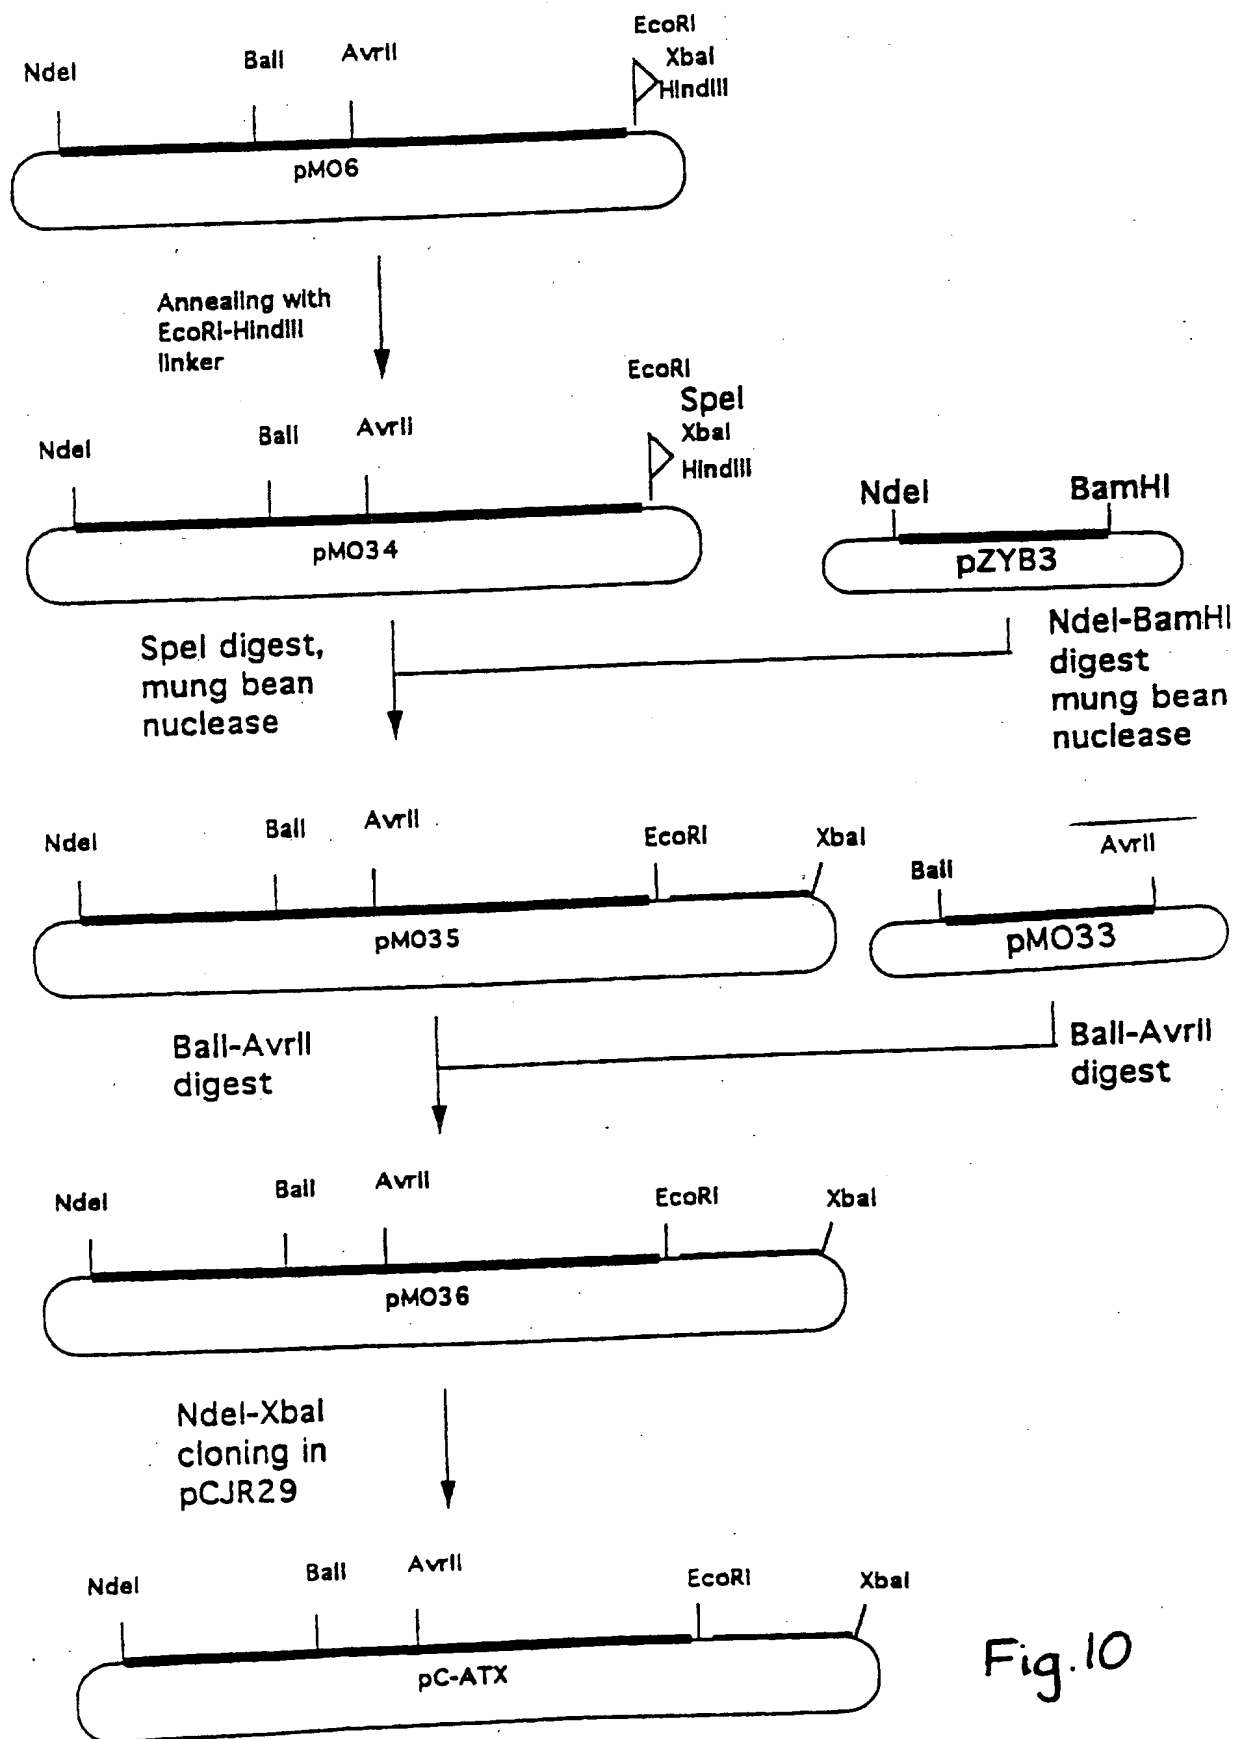 EcoRI
NdeI
BalI
AvrII
XbaI
HindIII
pMO6
Annealing with
EcoRI-HindIII
linker
EcoRI
SpeI
NdeI
BalI
AvrII
XbaI
HindIII
NdeI
BamHI
pMO34
pZYB3
SpeI digest,
mung bean
nuclease
NdeI-BamHI
digest
mung bean
nuclease
NdeI
BalI
AvrII
EcoRI
XbaI
BalI
AvrII
pMO35
pMO33
BalI-AvrII
digest
BalI-AvrII
digest
NdeI
BalI
AvrII
EcoRI
XbaI
pMO36
NdeI-XbaI
cloning in
pCJR29
NdeI
BalI
AvrII
EcoRI
XbaI
pC-ATX
Fig.10